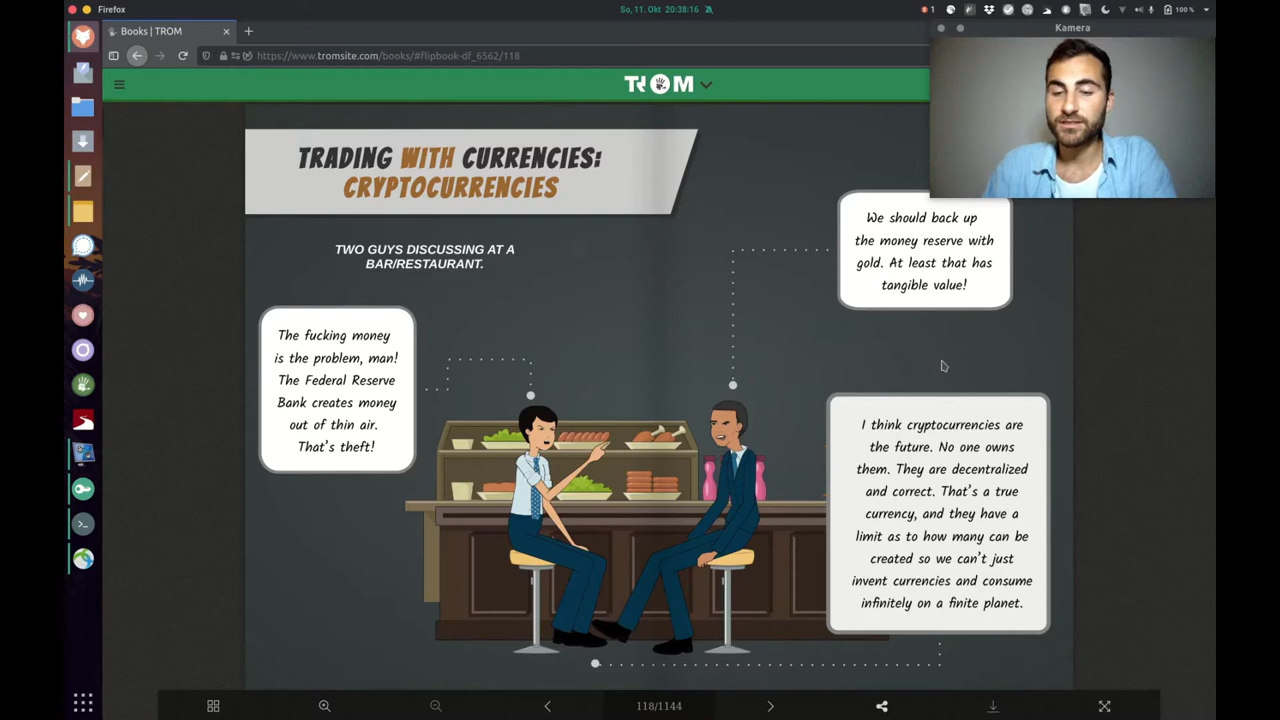 Firefox
So, 11. Okt 20:38:16
1
100 %
Books | TROM
Kamera
https://www.tromsite.com/books/#flipbook-df_6562/118
TROM
TRADING WITH CURRENCIES:
CRYPTOCURRENCIES
TWO GUYS DISCUSSING AT A
BAR/RESTAURANT.
We should back up
the money reserve with
gold. At least that has
tangible value!
The fucking money
is the problem, man!
The Federal Reserve
Bank creates money
out of thin air.
That's theft!
I think cryptocurrencies are
the future. No one owns
them. They are decentralized
and correct. That's a true
currency, and they have a
limit as to how many can be
created so we can't just
invent currencies and consume
infinitely on a finite planet.
118/1144